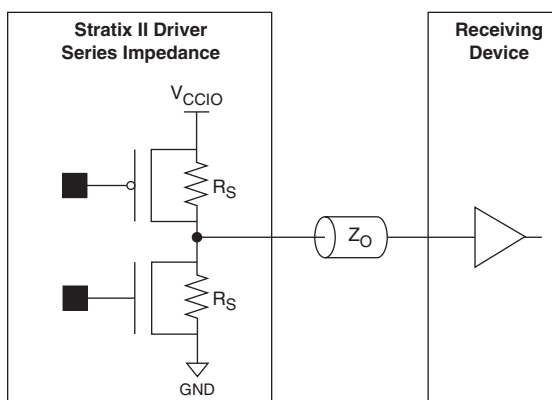 Stratix II Driver
Series Impedance
Receiving
Device
VCCIO
RS
ZO
RS
GND